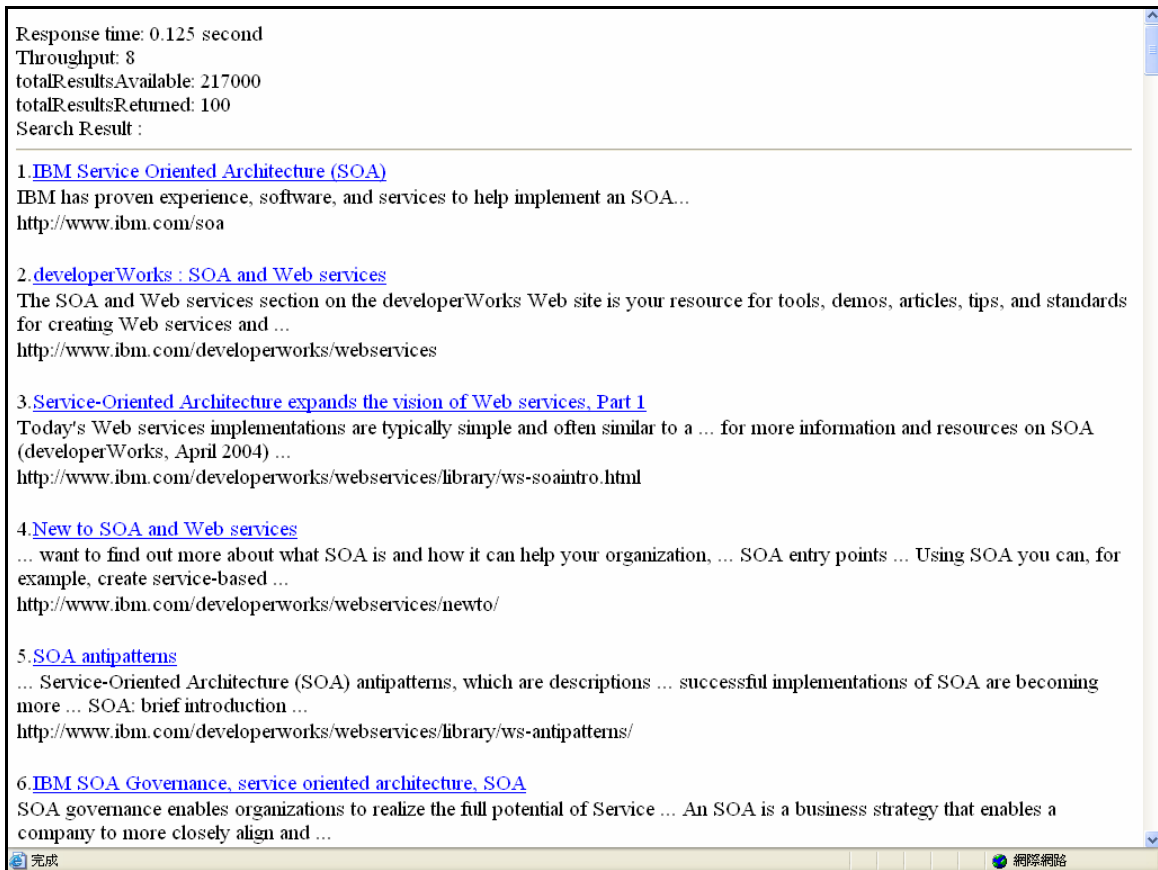 Response time: 0.125 second
Throughput: 8
totalResultsAvailable: 217000
totalResultsReturned: 100
Search Result :
1.IBM Service Oriented Architecture (SOA)
IBM has proven experience, software, and services to help implement an SOA...
http://www.ibm.com/soa
2.developerWorks : SOA and Web services
The SOA and Web services section on the developerWorks Web site is your resource for tools, demos, articles, tips, and standards
for creating Web services and ...
http://www.ibm.com/developerworks/webservices
3.Service-Oriented Architecture expands the vision of Web services, Part 1
Today's Web services implementations are typically simple and often similar to a ... for more information and resources on SOA
(developerWorks, April 2004) ...
http://www.ibm.com/developerworks/webservices/library/ws-soaintro.html
4.New to SOA and Web services
... want to find out more about what SOA is and how it can help your organization, ... SOA entry points ... Using SOA you can, for
example, create service-based ...
http://www.ibm.com/developerworks/webservices/newto/
5.SOA antipatterns
... Service-Oriented Architecture (SOA) antipatterns, which are descriptions ... successful implementations of SOA are becoming
more ... SOA: brief introduction ...
http://www.ibm.com/developerworks/webservices/library/ws-antipatterns/
6.IBM SOA Governance, service oriented architecture, SOA
SOA governance enables organizations to realize the full potential of Service ... An SOA is a business strategy that enables a
company to more closely align and ...
完成
網際網路